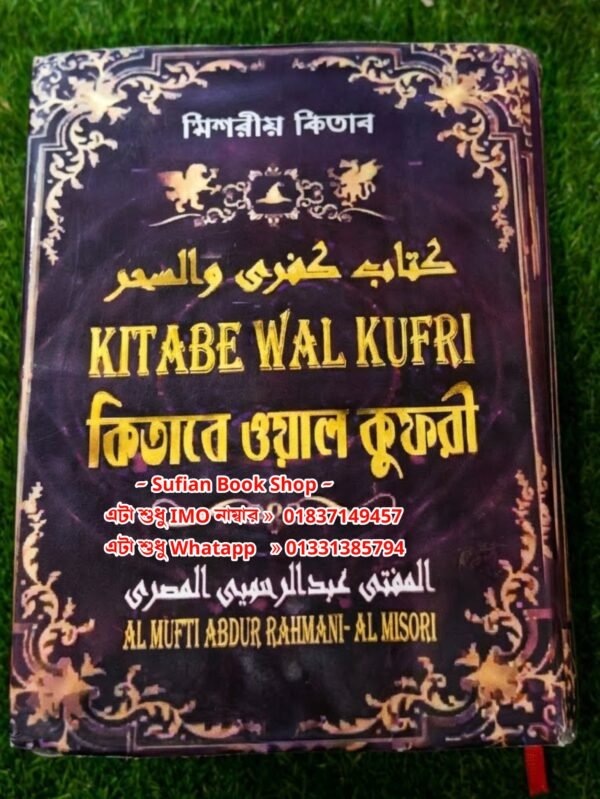 মিশরীয় কিতাব
كتاب كفرى والسحر
KITABE WAL KUFRI
কিতাবে ওয়াল কুফরী
~ Sufian Book Shop ~
এটা শুধু IMO নাম্বার » 01837149457
এটা শুধু Whatapp » 01331385794
المفتى عبدالرحميى المصرى
AL MUFTI ABDUR RAHMANI- AL MISORI